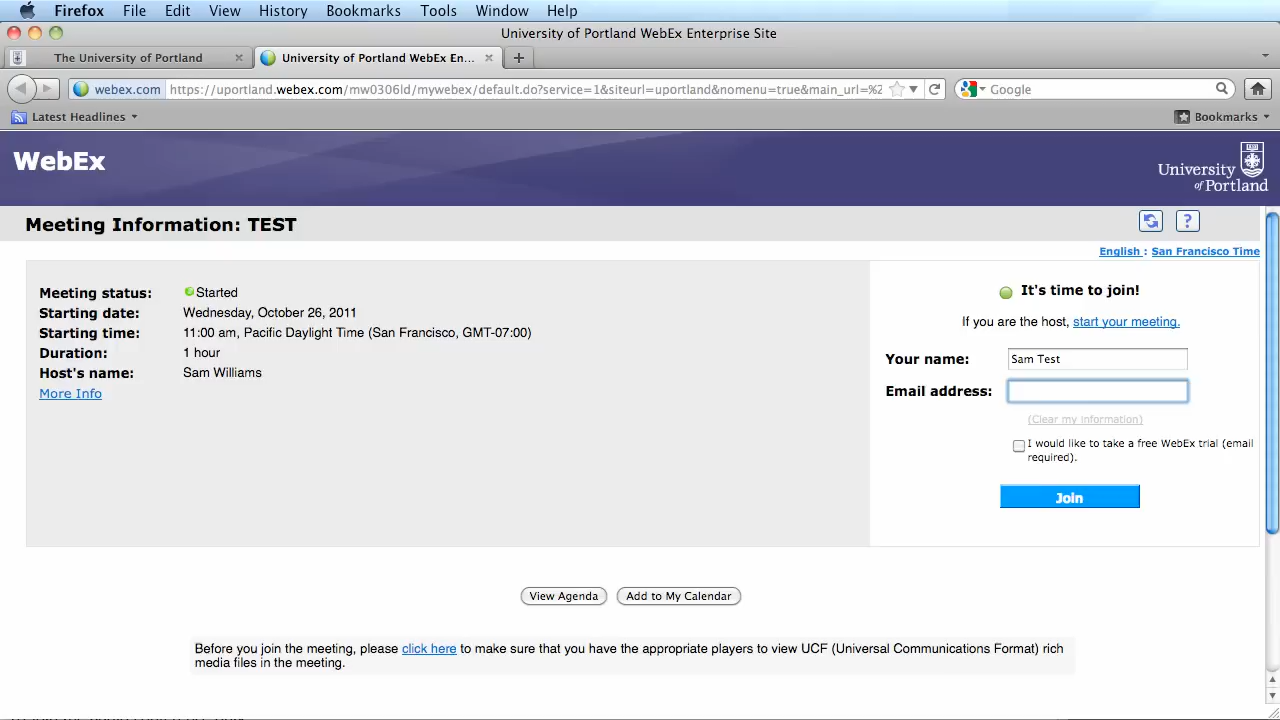 Firefox File Edit View History Bookmarks Tools Window Help
University of Portland WebEx Enterprise Site
The University of Portland
University of Portland WebEx En...
webex.com https://uportland.webex.com/mw0306ld/mywebex/default.do?service=1&siteurl=uportland&nomenu=true&main_url=%2
Google
Latest Headlines
Bookmarks
WebEx
University
of Portland
Meeting Information: TEST
?
English : San Francisco Time
Meeting status: Started
Starting date: Wednesday, October 26, 2011
Starting time: 11:00 am, Pacific Daylight Time (San Francisco, GMT-07:00)
Duration: 1 hour
Host's name: Sam Williams
More Info
It's time to join!
If you are the host, start your meeting.
Your name: Sam Test
Email address:
(Clear my information)
I would like to take a free WebEx trial (email
required).
Join
View Agenda Add to My Calendar
Before you join the meeting, please click here to make sure that you have the appropriate players to view UCF (Universal Communications Format) rich
media files in the meeting.